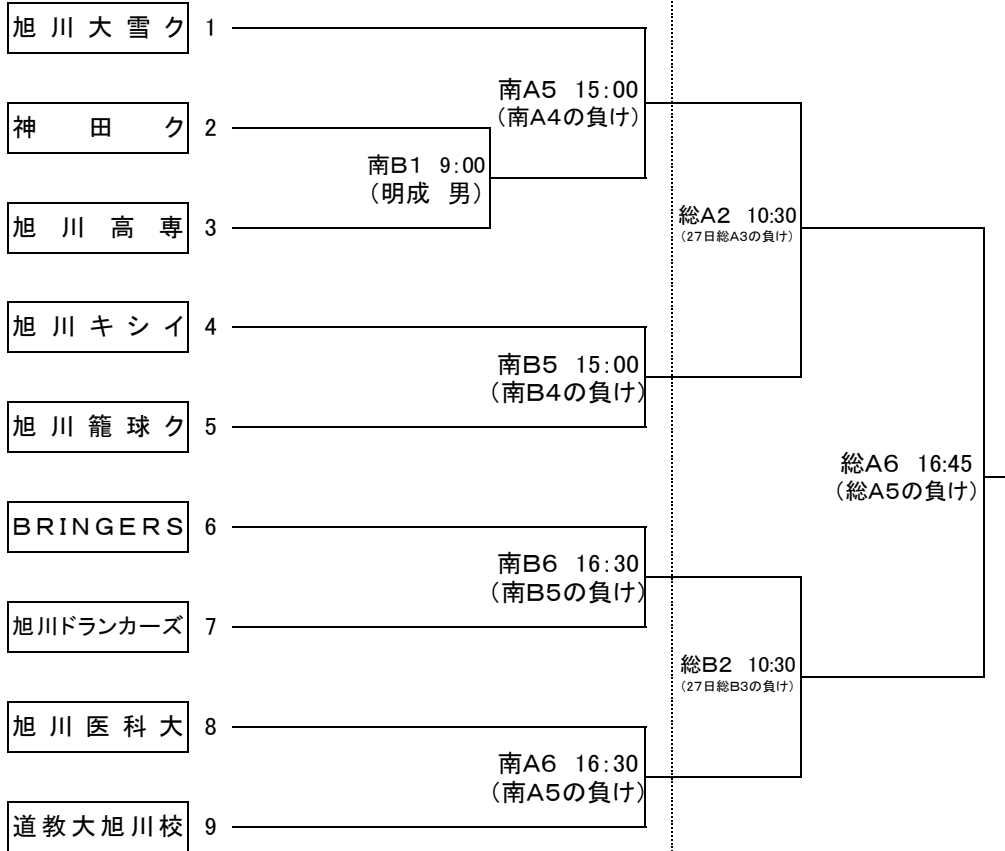 旭川大雪ク 1
南A5 15:00
(南A4の負け)
神田ク 2
南B1 9:00
(明成 男)
旭川高専 3
総A2 10:30
(27日総A3の負け)
旭川キシイ 4
南B5 15:00
(南B4の負け)
旭川籠球ク 5
総A6 16:45
(総A5の負け)
BRINGERS 6
南B6 16:30
(南B5の負け)
旭川ドランカーズ 7
総B2 10:30
(27日総B3の負け)
旭川医科大 8
南A6 16:30
(南A5の負け)
道教大旭川校 9